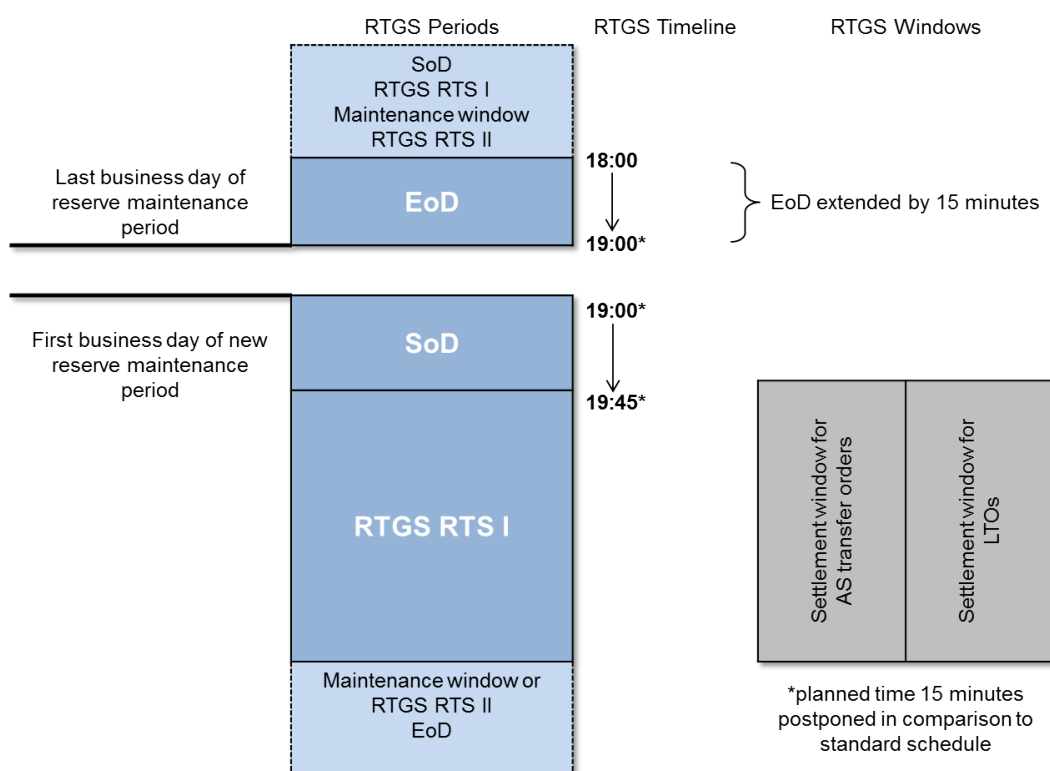 RTGS Periods
RTGS Timeline
RTGS Windows
SoD
RTGS RTS I
Maintenance window
RTGS RTS II
Last business day of
reserve maintenance
period
EoD
18:00
19:00*
EoD extended by 15 minutes
First business day of new
reserve maintenance
period
SoD
19:00*
19:45*
RTGS RTS I
Settlement window for
AS transfer orders
Settlement window for
LTOs
Maintenance window or
RTGS RTS II
EoD
*planned time 15 minutes
postponed in comparison to
standard schedule